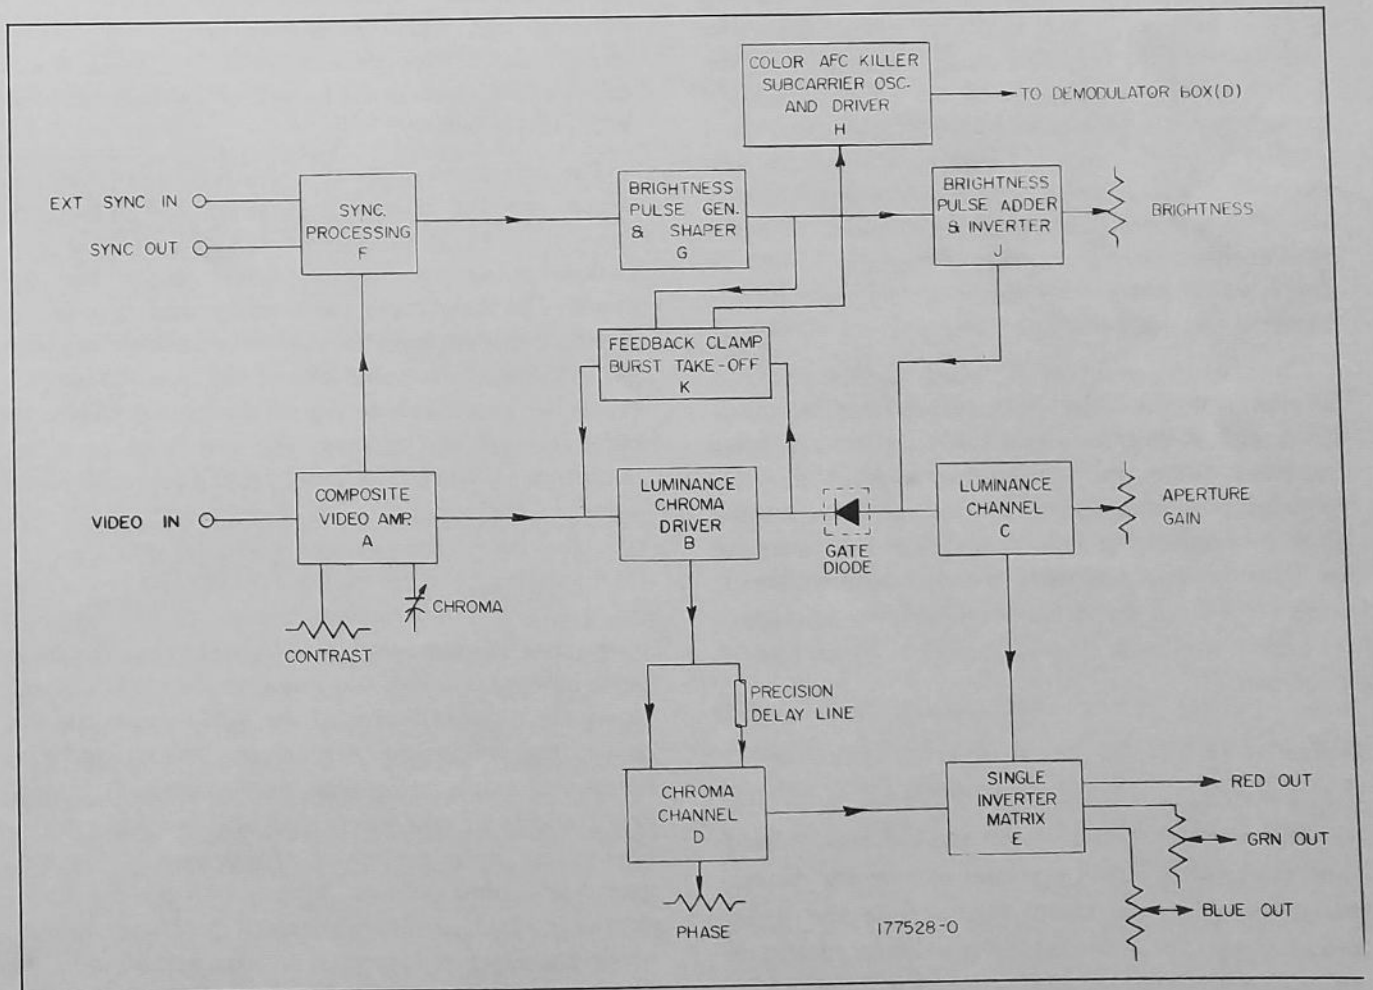 COLOR AFC KILLER
SUBCARRIER OSC.
AND DRIVER
H
TO DEMODULATOR BOX(D)
EXT SYNC IN
SYNC OUT
SYNC.
PROCESSING
F
BRIGHTNESS
PULSE GEN.
& SHAPER
G
BRIGHTNESS
PULSE ADDER
& INVERTER
J
BRIGHTNESS
FEEDBACK CLAMP
BURST TAKE-OFF
K
VIDEO IN
COMPOSITE
VIDEO AMP.
A
LUMINANCE
CHROMA
DRIVER
B
GATE
DIODE
LUMINANCE
CHANNEL
C
APERTURE
GAIN
CONTRAST
CHROMA
PRECISION
DELAY LINE
CHROMA
CHANNEL
D
PHASE
SINGLE
INVERTER
MATRIX
E
RED OUT
GRN OUT
BLUE OUT
177528-0